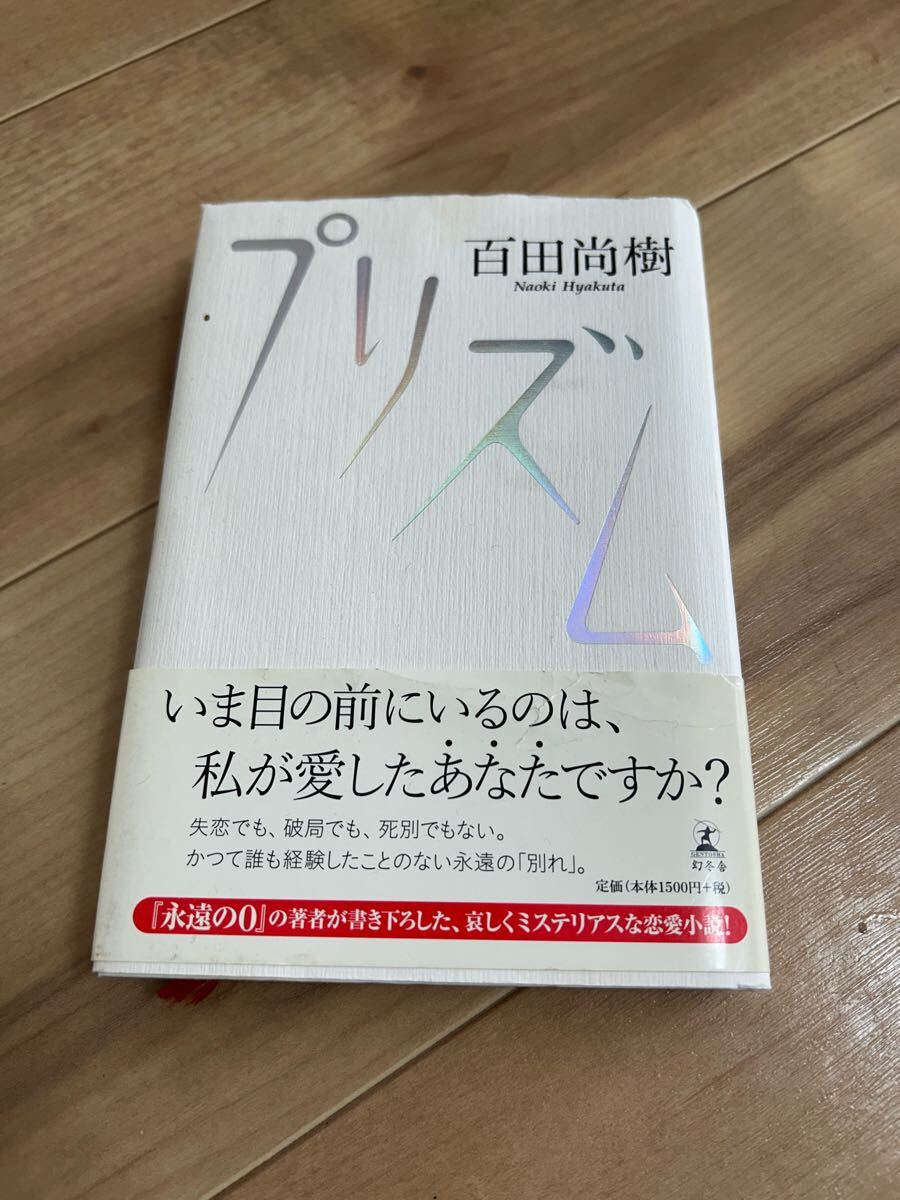 プリズム
百田尚樹
Naoki Hyakuta
いま目の前にいるのは、
私が愛したあなたですか?
失恋でも、破局でも、死別でもない。
かつて誰も経験したことのない永遠の「別れ」。
GENTOSHA
幻冬舎
定価(本体1500円+税)
『永遠の0』の著者が書き下ろした、哀しくミステリアスな恋愛小説!